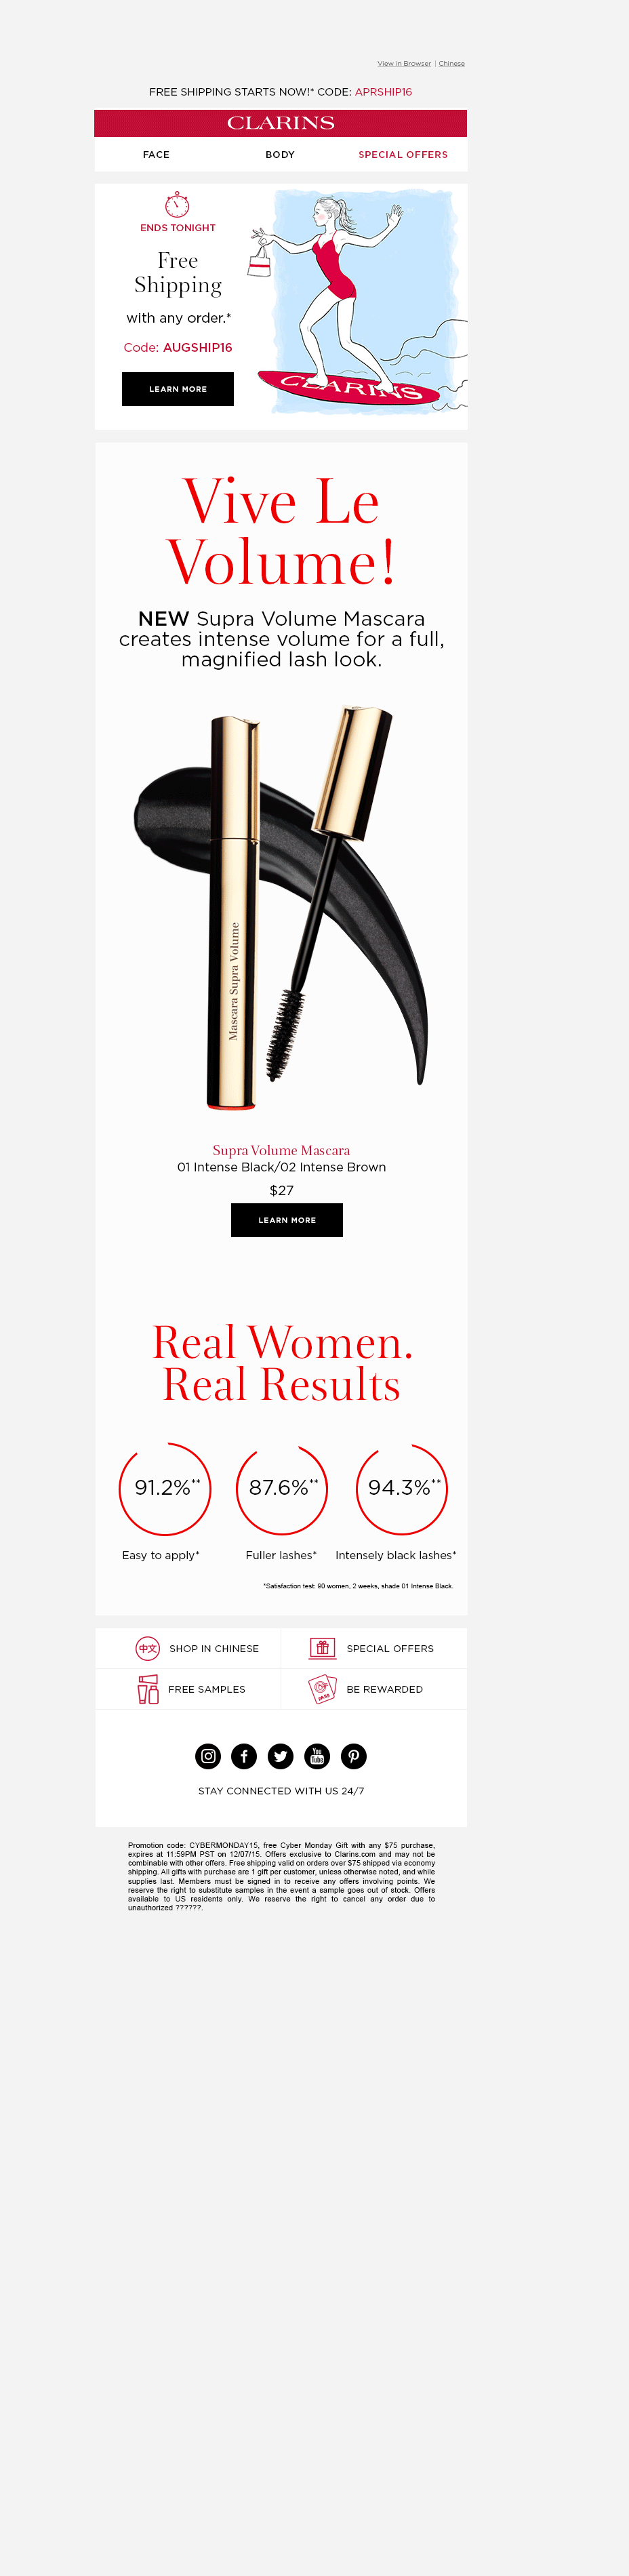 View in Browser | Chinese
FREE SHIPPING STARTS NOW!* CODE: APRSHIP16
CLARINS
FACE
BODY
SPECIAL OFFERS
ENDS TONIGHT
Free
Shipping
with any order.*
Code: AUGSHIP16
LEARN MORE
CLARINS
Vive Le
Volume!
NEW Supra Volume Mascara
creates intense volume for a full,
magnified lash look.
Mascara Supra Volume
Supra Volume Mascara
01 Intense Black/02 Intense Brown
$27
LEARN MORE
Real Women.
Real Results
91.2%**
87.6%**
94.3%**
Easy to apply*
Fuller lashes*
Intensely black lashes*
*Satisfaction test: 90 women, 2 weeks, shade 01 Intense Black.
中文
SHOP IN CHINESE
SPECIAL OFFERS
FREE SAMPLES
PASS
BE REWARDED
You
Tube
STAY CONNECTED WITH US 24/7
Promotion code: CYBERMONDAY15, free Cyber Monday Gift with any $75 purchase,
expires at 11:59PM PST on 12/07/15. Offers exclusive to Clarins.com and may not be
combinable with other offers. Free shipping valid on orders over $75 shipped via economy
shipping. All gifts with purchase are 1 gift per customer, unless otherwise noted, and while
supplies last. Members must be signed in to receive any offers involving points. We
reserve the right to substitute samples in the event a sample goes out of stock. Offers
available to US residents only. We reserve the right to cancel any order due to
unauthorized ??????.